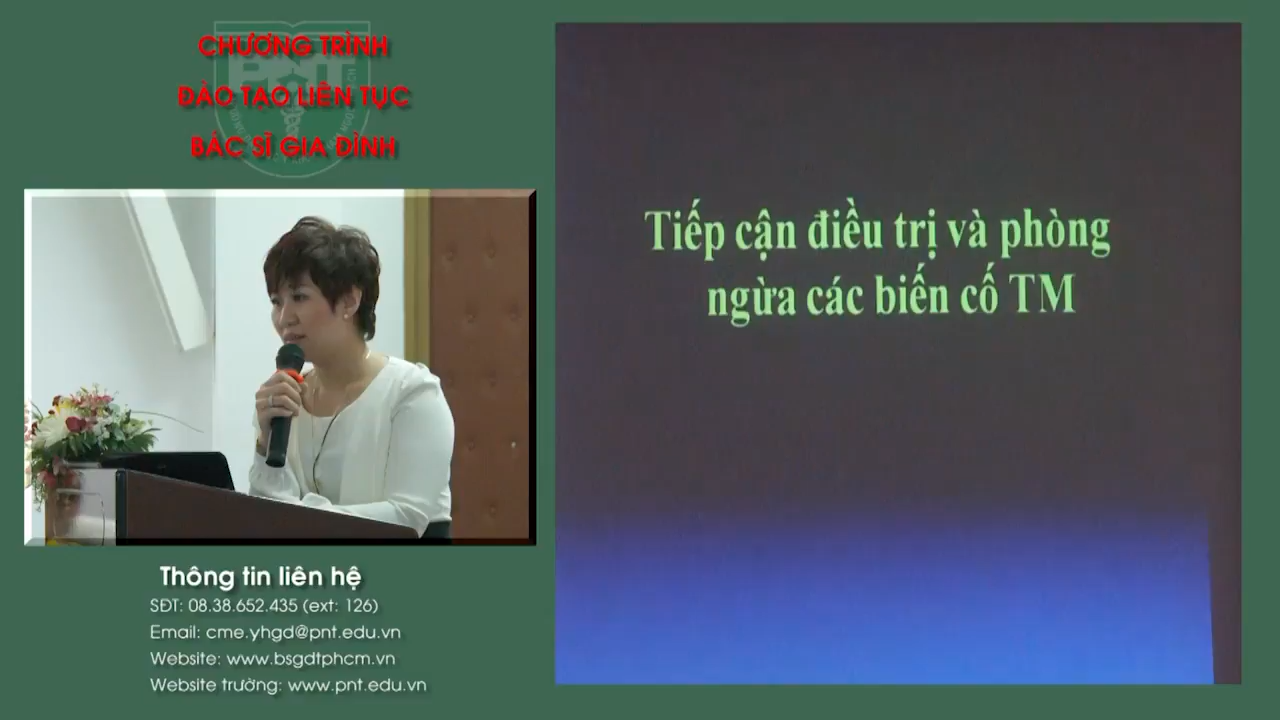 CHƯƠNG TRÌNH
ĐÀO TẠO LIÊN TỤC
BÁC SĨ GIA ĐÌNH
PNT
Tiếp cận điều trị và phòng
ngừa các biến cố TM
Thông tin liên hệ
SĐT: 08.38.652.435 (ext: 126)
Email: cme.yhgd@pnt.edu.vn
Website: www.bsgdtphcm.vn
Website trường: www.pnt.edu.vn